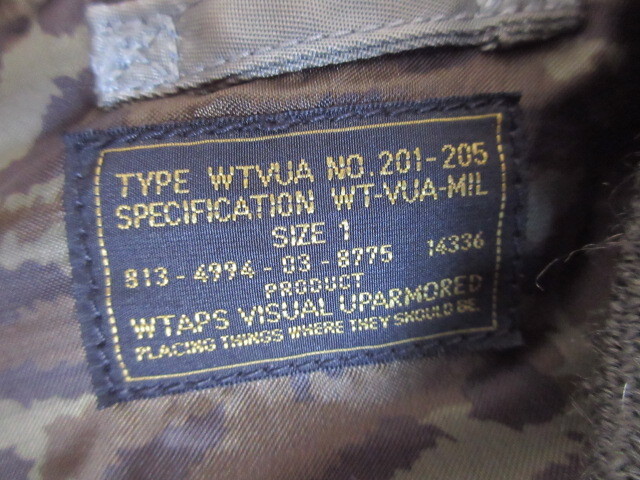 TYPE WTVUA NO. 201-205
SPECIFICATION WT-VUA-MIL
SIZE 1
813-4994-03-8775 14336
PRODUCT
WTAPS VISUAL UPARMORED
PLACING THINGS WHERE THEY SHOULD BE.